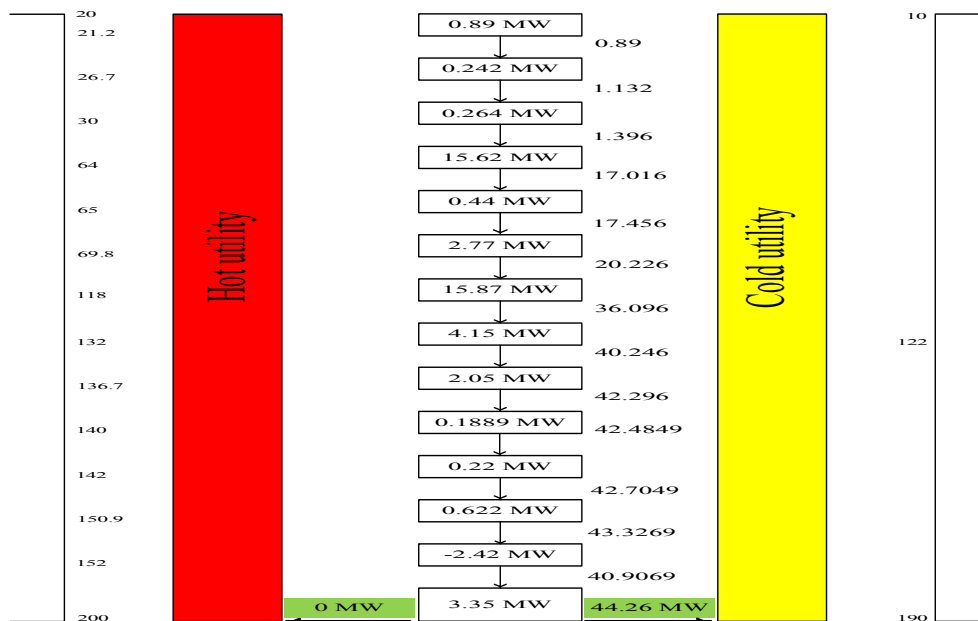 20
0.89 MW
10
21.2
0.89
0.242 MW
26.7
1.132
0.264 MW
30
1.396
15.62 MW
64
17.016
0.44 MW
65
17.456
2.77 MW
69.8
20.226
Hot utility
Cold utility
15.87 MW
118
36.096
4.15 MW
132
122
40.246
2.05 MW
136.7
42.296
0.1889 MW
140
42.4849
0.22 MW
142
42.7049
0.622 MW
150.9
43.3269
-2.42 MW
152
40.9069
0 MW
3.35 MW
44.26 MW
200
190